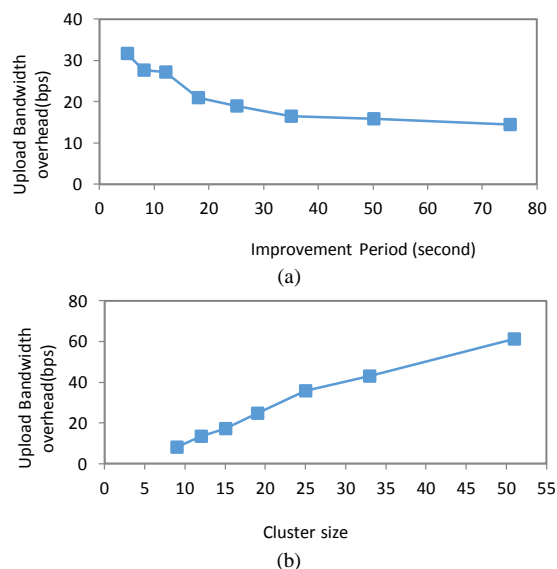 40
30
20
10
0
Upload Bandwidth
overhead(bps)
0 10 20 30 40 50 60 70 80
Improvement Period (second)
(a)
80
60
40
20
0
Upload Bandwidth
overhead(bps)
0 5 10 15 20 25 30 35 40 45 50 55
Cluster size
(b)